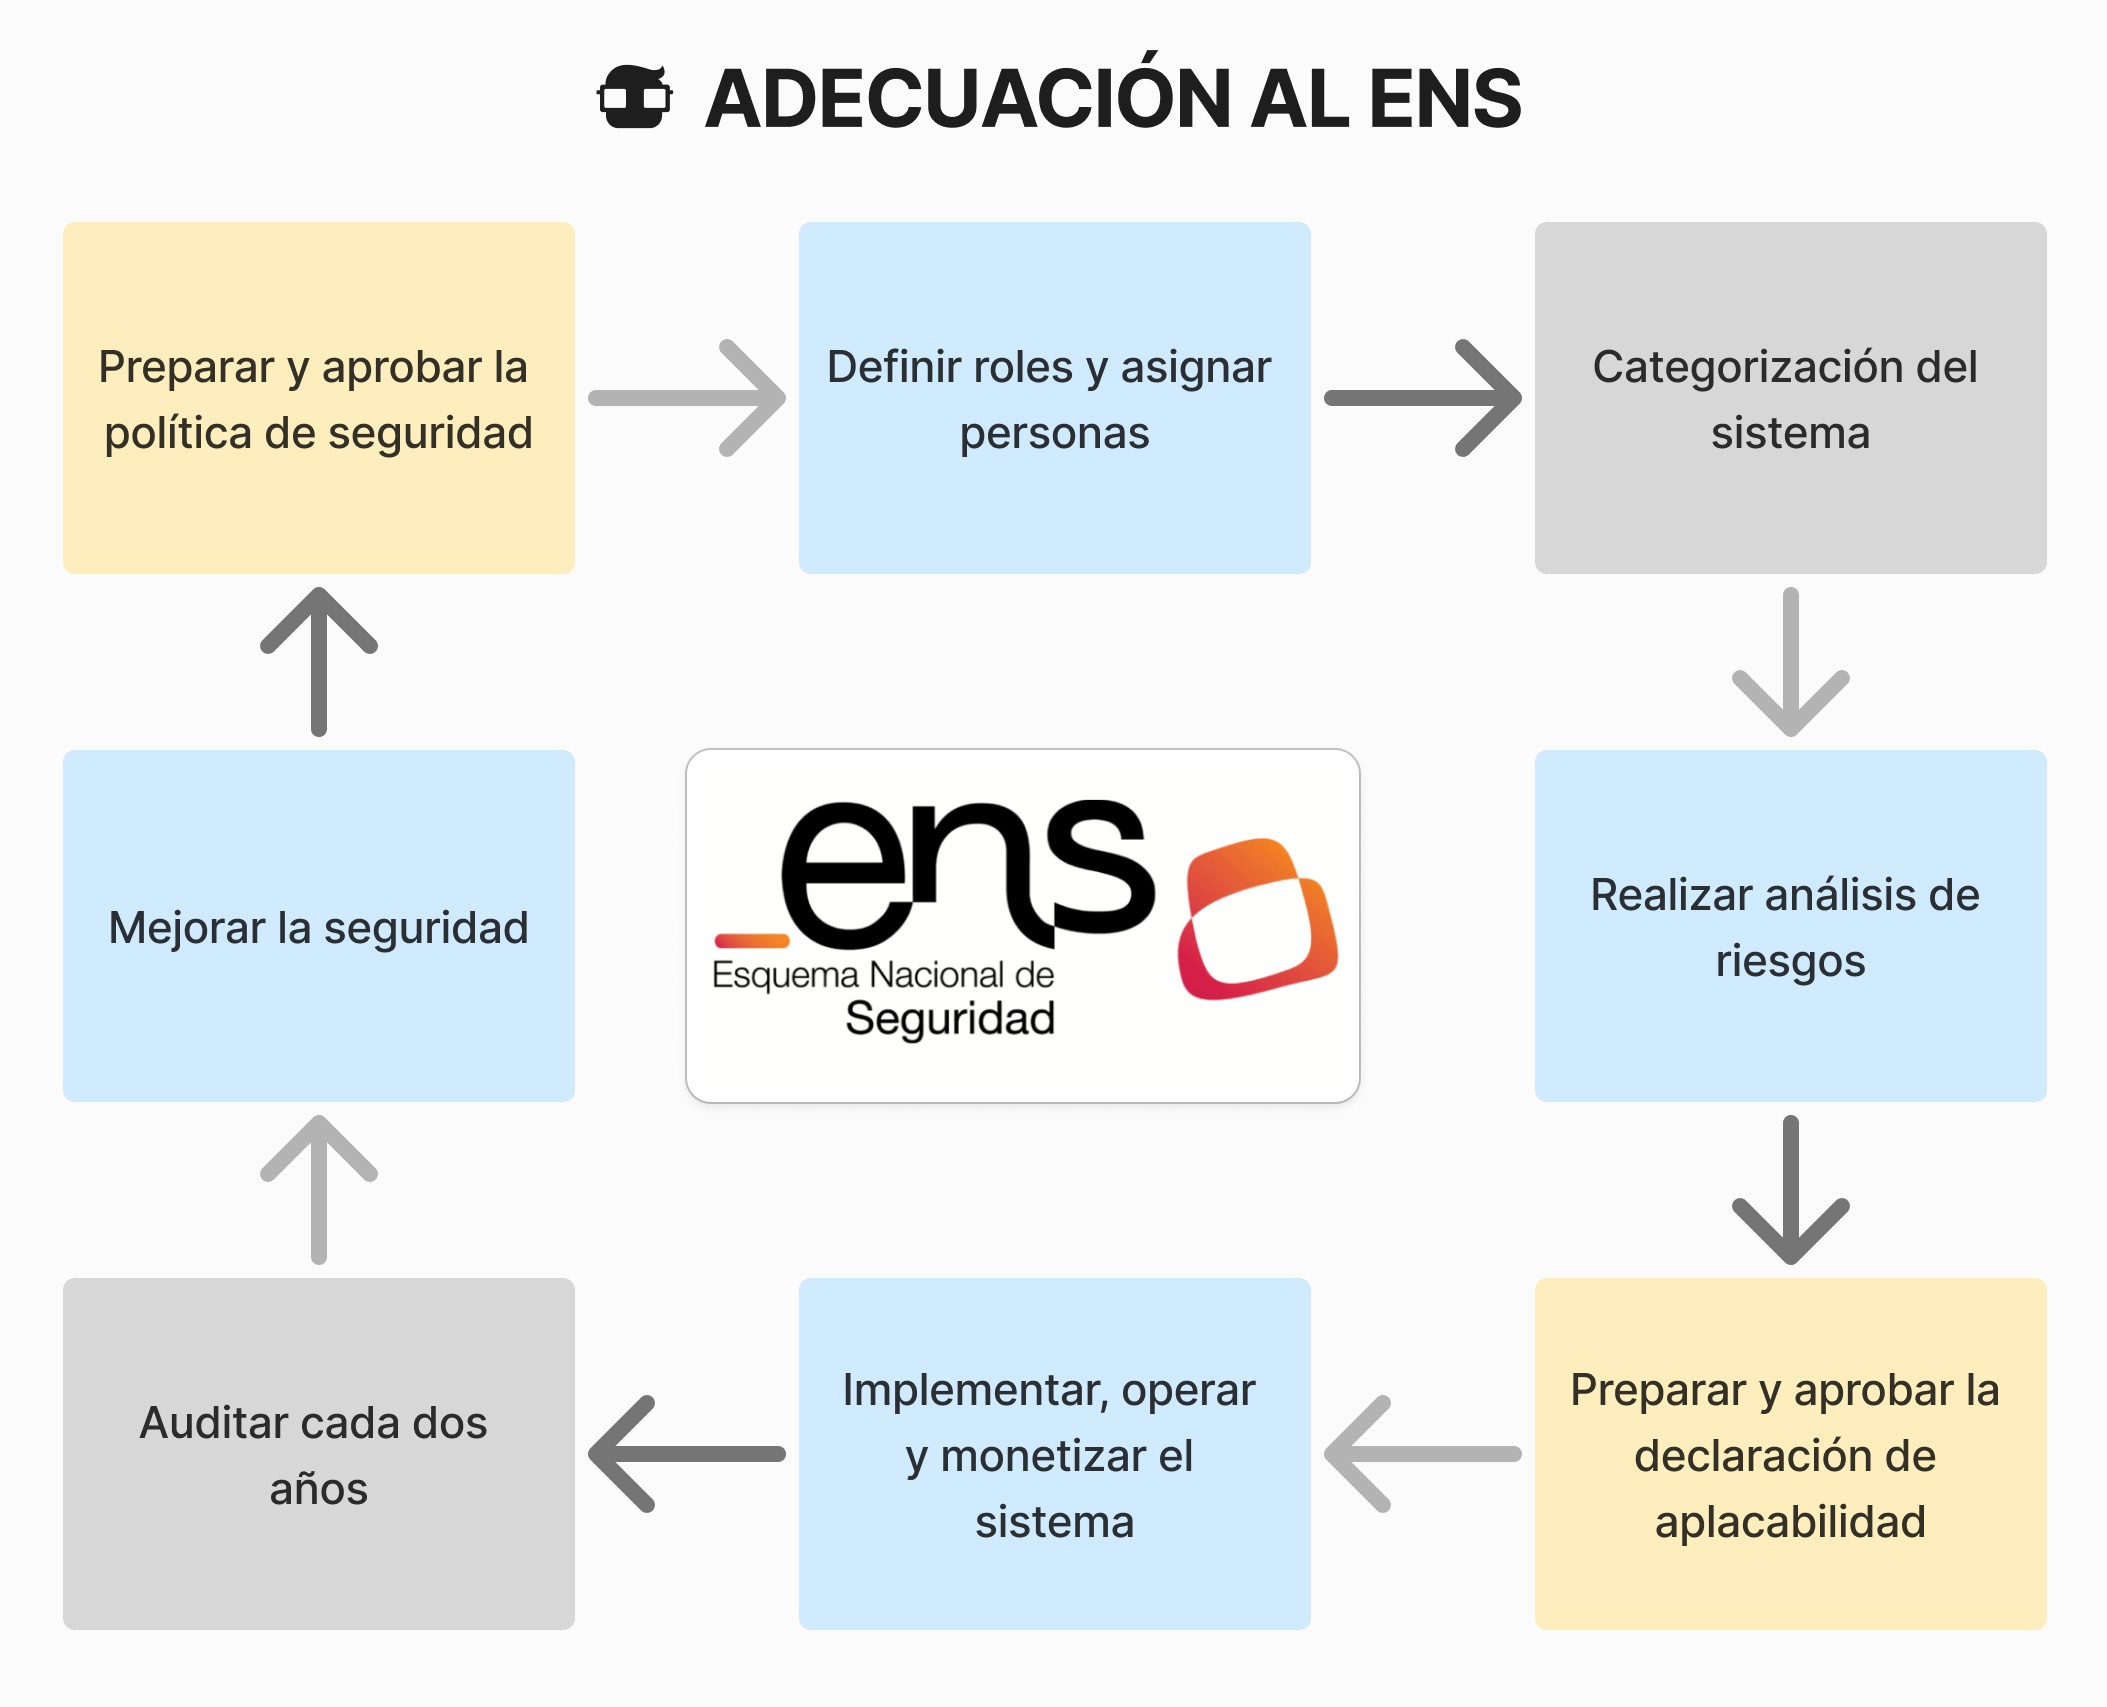 ADECUACIÓN AL ENS
Preparar y aprobar la
política de seguridad
Definir roles y asignar
personas
Categorización del
sistema
Mejorar la seguridad
ens
Esquema Nacional de
Seguridad
Realizar análisis de
riesgos
Auditar cada dos
años
Implementar, operar
y monetizar el
sistema
Preparar y aprobar la
declaración de
aplacabilidad